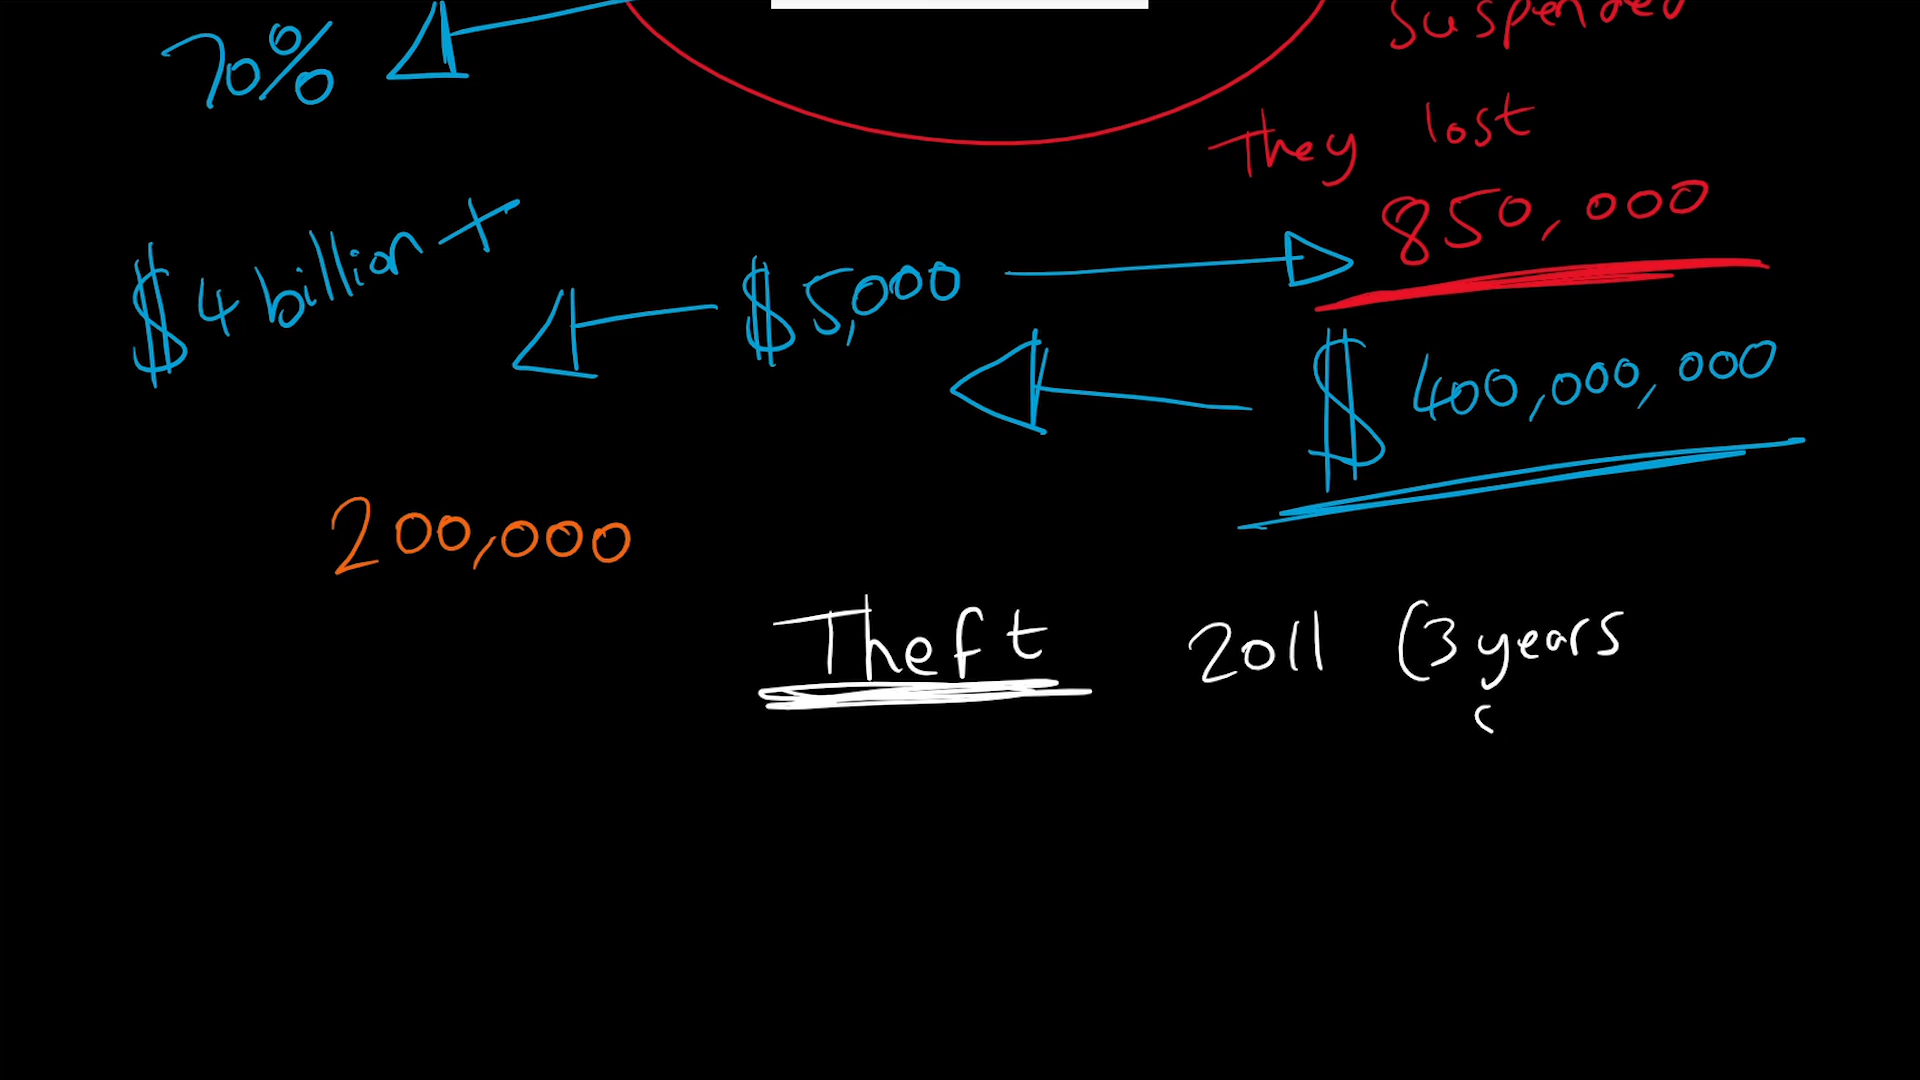 suspended
70%
They lost
850,000
$4 billion +
$5,000
$400,000,000
200,000
Theft 2011 (3 years